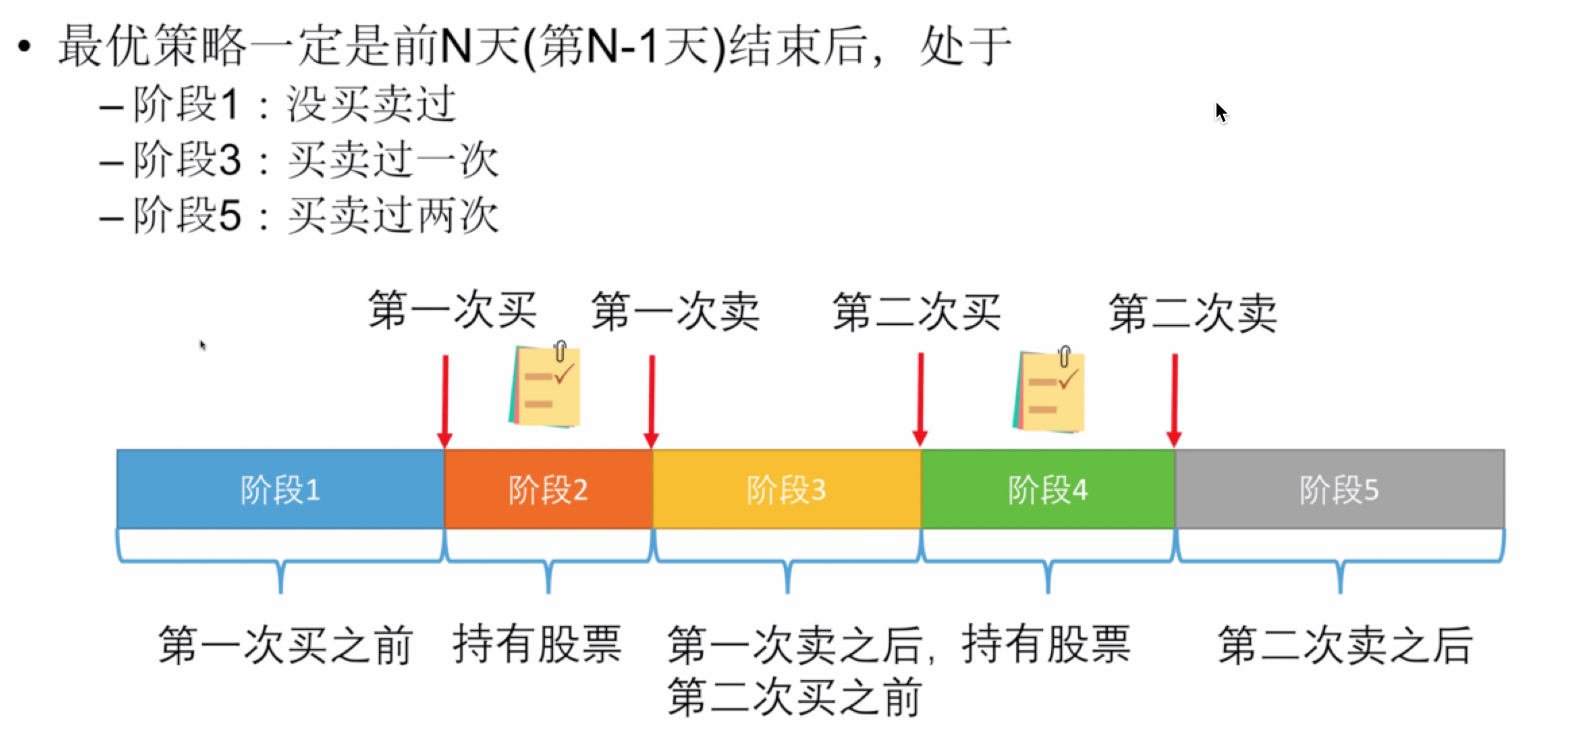 • 最优策略一定是前N天(第N-1天)结束后，处于
–阶段1：没买卖过
–阶段3：买卖过一次
–阶段5：买卖过两次
第一次买 第一次卖 第二次买 第二次卖
阶段1 阶段2 阶段3 阶段4 阶段5
第一次买之前 持有股票 第一次卖之后, 持有股票 第二次卖之后
第二次买之前